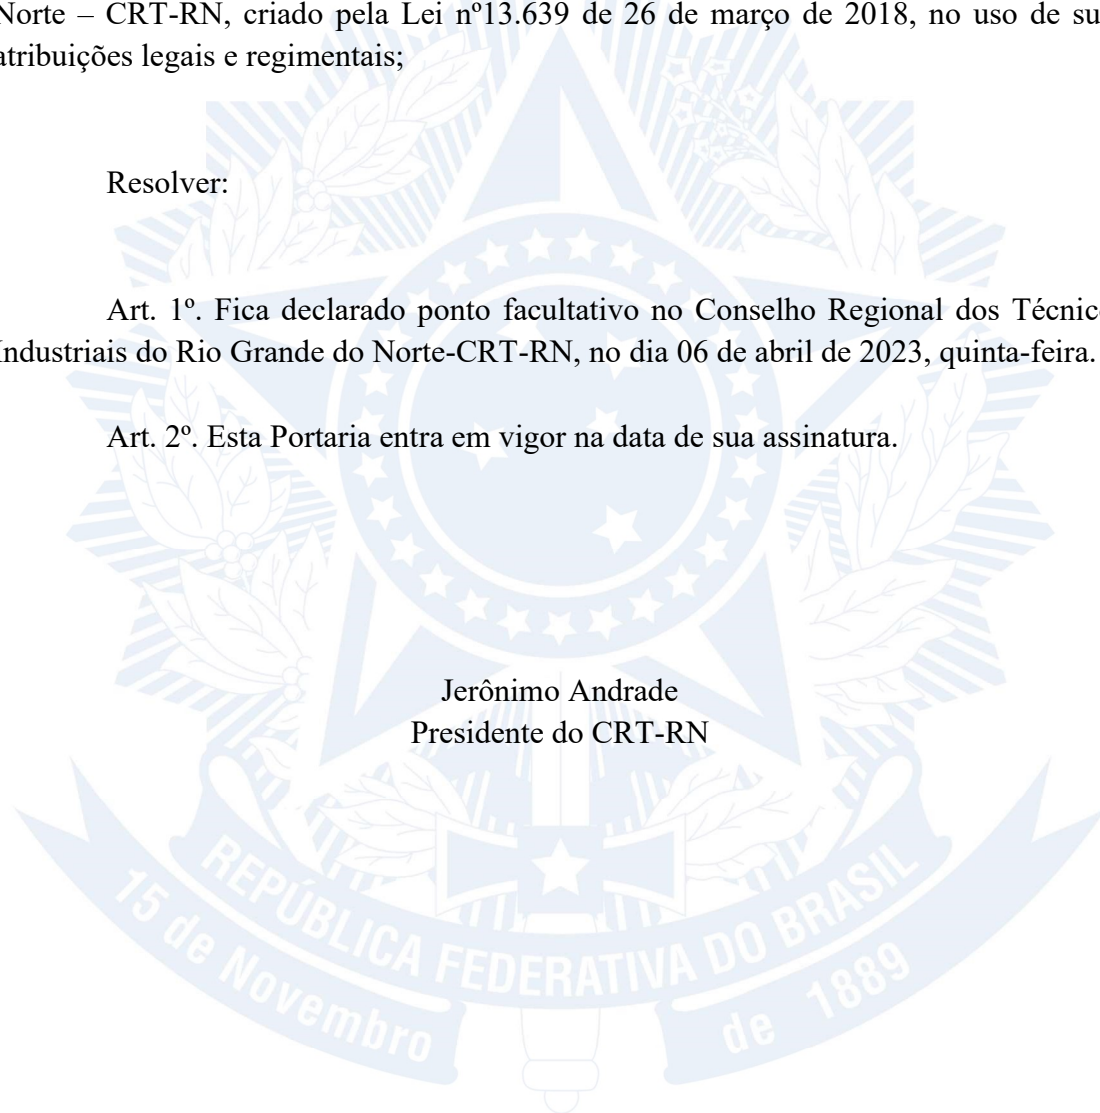 Norte – CRT-RN, criado pela Lei nº13.639 de 26 de março de 2018, no uso de su
atribuições legais e regimentais;
Resolver:
Art. 1º. Fica declarado ponto facultativo no Conselho Regional dos Técnic
Industriais do Rio Grande do Norte-CRT-RN, no dia 06 de abril de 2023, quinta-feira.
Art. 2º. Esta Portaria entra em vigor na data de sua assinatura.
Jerônimo Andrade
Presidente do CRT-RN
REPÚBLICA FEDERATIVA DO BRASIL
15 de Novembro de 1889